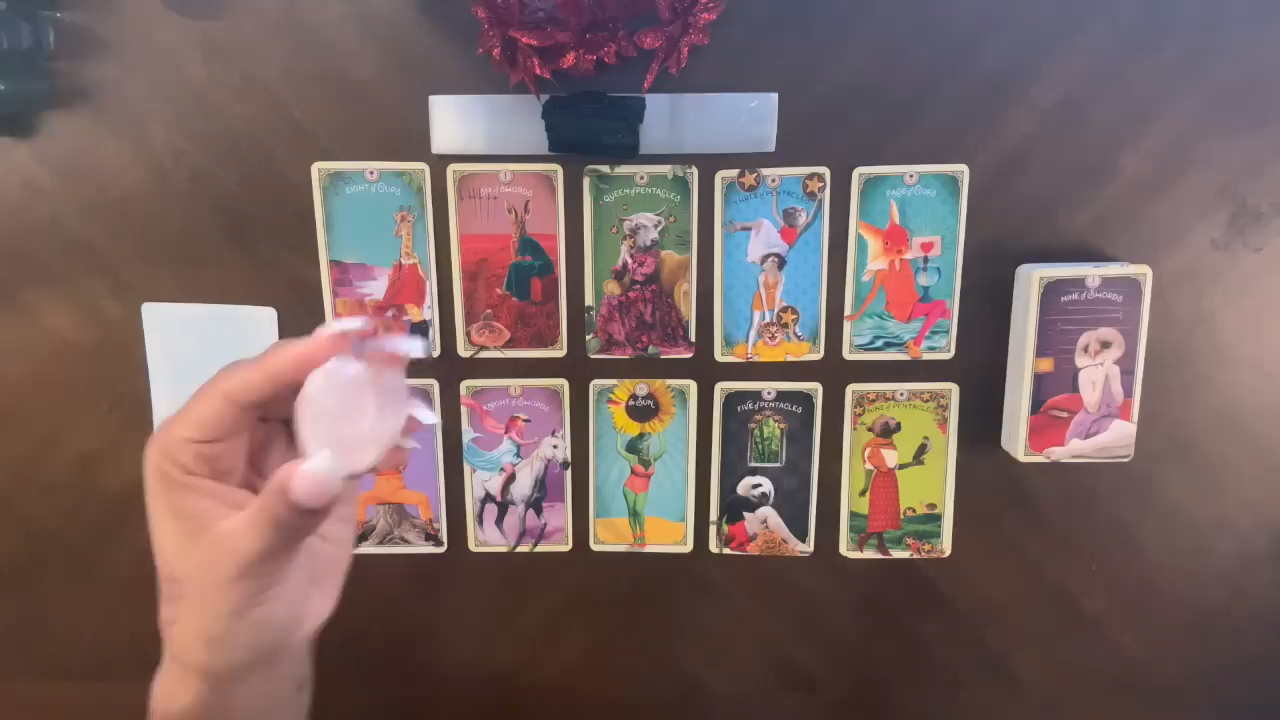 EIGHT of CUPS
SIX of SWORDS
QUEEN of PENTACLES
THREE of PENTACLES
PAGE of CUPS
NINE of SWORDS
KNIGHT of SWORDS
the SUN
FIVE of PENTACLES
NINE of PENTACLES